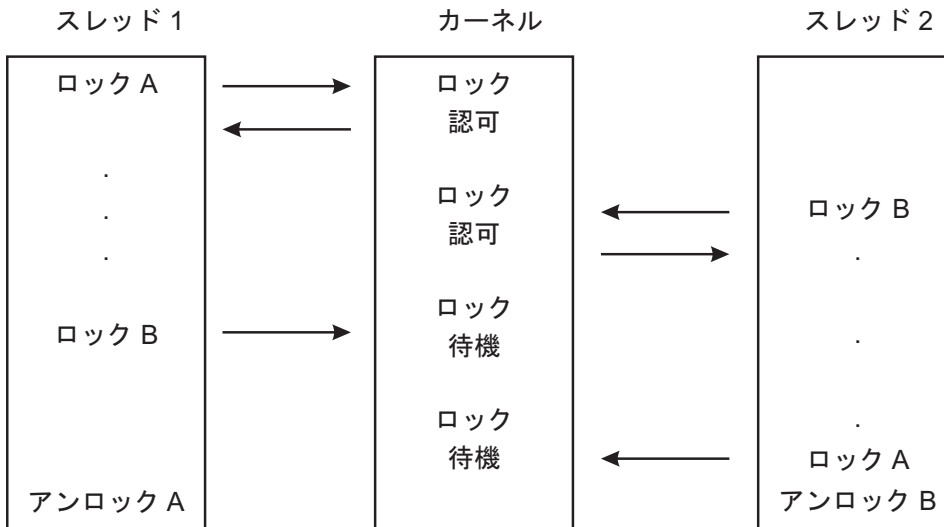 スレッド 1
カーネル
スレッド 2
ロック A
ロック
認可
.
.
.
ロック
認可
ロック B
.
.
.
ロック B
ロック
待機
ロック
待機
ロック A
アンロック A
アンロック B